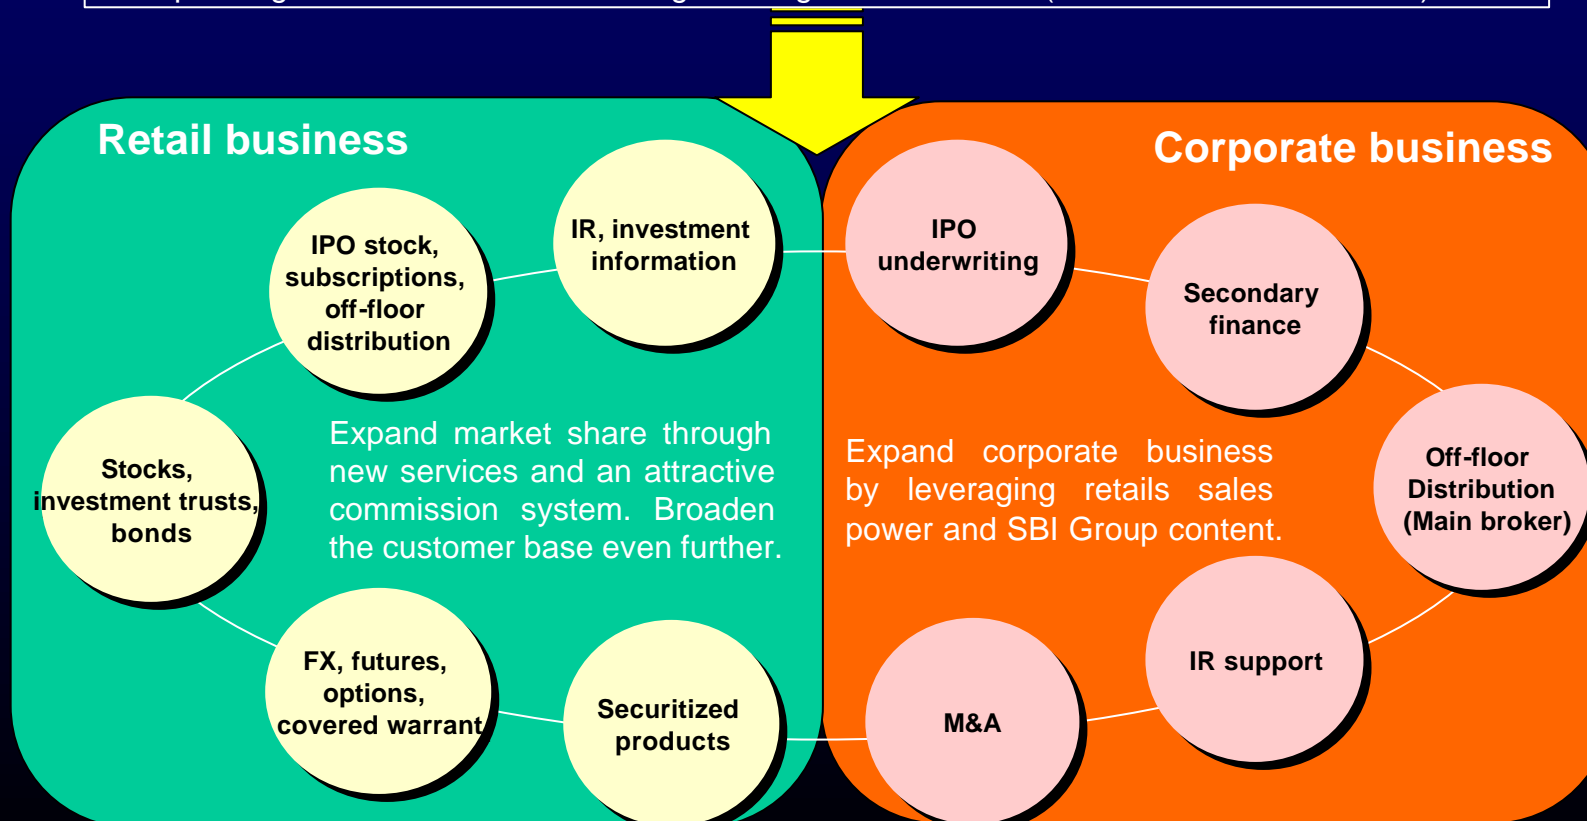 Retail business
Corporate business
IPO stock,
subscriptions,
off-floor
distribution
IR, investment
information
IPO
underwriting
Secondary
finance
Stocks,
investment trusts,
bonds
Expand market share through
new services and an attractive
commission system. Broaden
the customer base even further.
Expand corporate business
by leveraging retails sales
power and SBI Group content.
Off-floor
Distribution
(Main broker)
FX, futures,
options,
covered warrant
Securitized
products
M&A
IR support